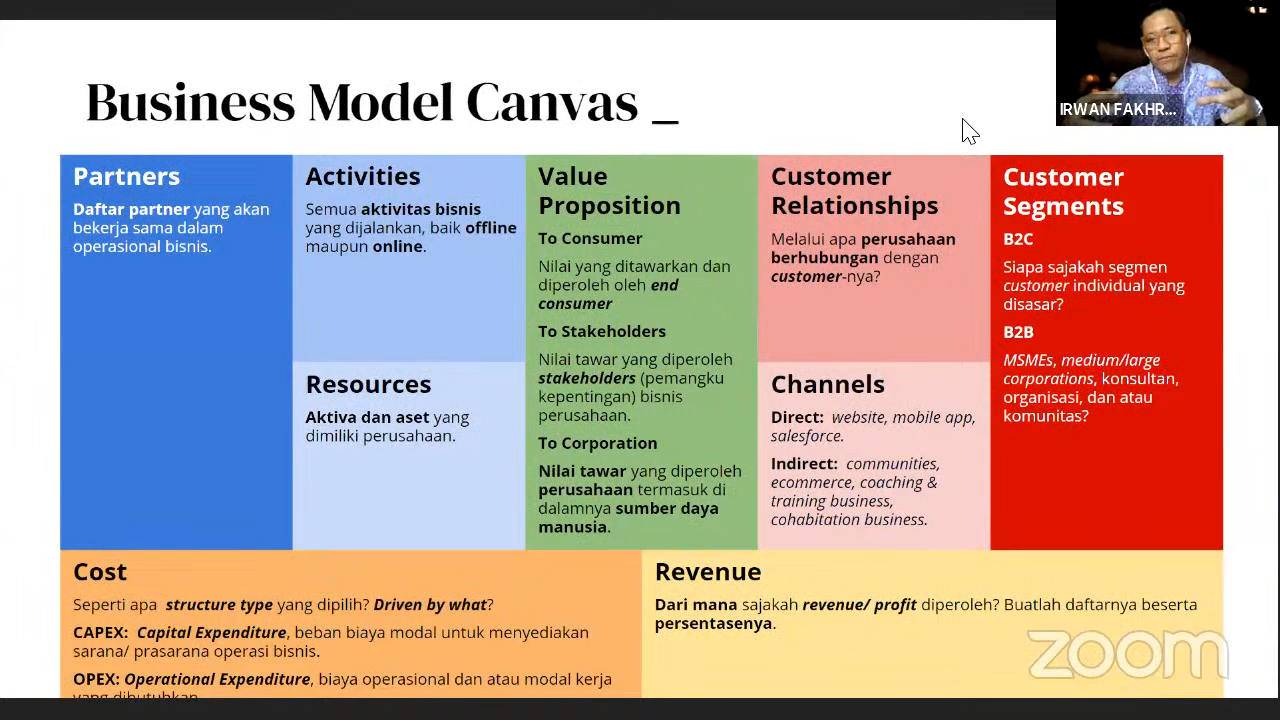 Business Model Canvas _
IRWAN FAKHR...
Partners
Daftar partner yang akan
bekerja sama dalam
operasional bisnis.
Activities
Semua aktivitas bisnis
yang dijalankan, baik offline
maupun online.
Resources
Aktiva dan aset yang
dimiliki perusahaan.
Value
Proposition
To Consumer
Nilai yang ditawarkan dan
diperoleh oleh end
consumer
To Stakeholders
Nilai tawar yang diperoleh
stakeholders (pemangku
kepentingan) bisnis
perusahaan.
To Corporation
Nilai tawar yang diperoleh
perusahaan termasuk di
dalamnya sumber daya
manusia.
Customer
Relationships
Melalui apa perusahaan
berhubungan dengan
customer-nya?
Channels
Direct: website, mobile app,
salesforce.
Indirect: communities,
ecommerce, coaching &
training business,
cohabitation business.
Customer
Segments
B2C
Siapa sajakah segmen
customer individual yang
disasar?
B2B
MSMEs, medium/large
corporations, konsultan,
organisasi, dan atau
komunitas?
Cost
Seperti apa structure type yang dipilih? Driven by what?
CAPEX: Capital Expenditure, beban biaya modal untuk menyediakan
sarana/ prasarana operasi bisnis.
OPEX: Operational Expenditure, biaya operasional dan atau modal kerja
yang dibutuhkan.
Revenue
Dari mana sajakah revenue/ profit diperoleh? Buatlah daftarnya beserta
persentasenya.
zoom